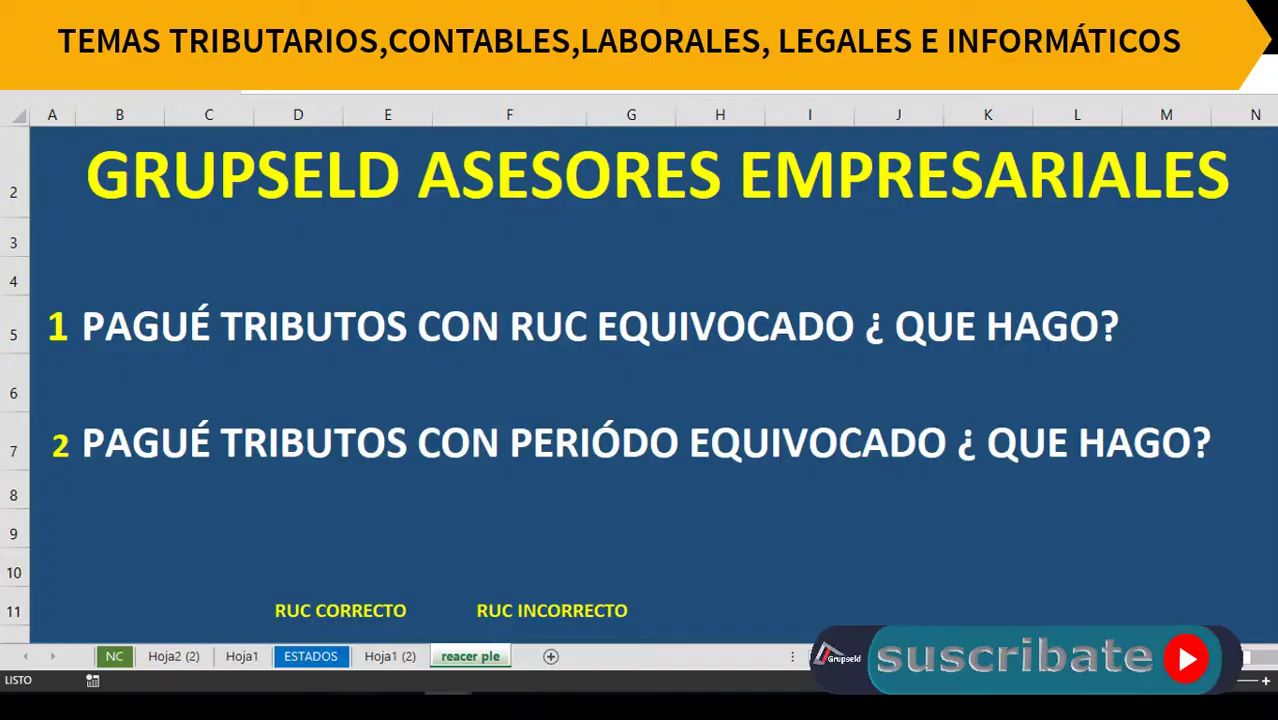 TEMAS TRIBUTARIOS,CONTABLES,LABORALES, LEGALES E INFORMÁTICOS
A B C D E F G H I J K L M N
2 GRUPSELD ASESORES EMPRESARIALES
3
4
5 1 PAGUÉ TRIBUTOS CON RUC EQUIVOCADO ¿ QUE HAGO?
6
7 2 PAGUÉ TRIBUTOS CON PERIÓDO EQUIVOCADO ¿ QUE HAGO?
8
9
10
11 RUC CORRECTO RUC INCORRECTO
NC Hoja2 (2) Hoja1 ESTADOS Hoja1 (2) reacer ple
Grupseld suscribate
LISTO